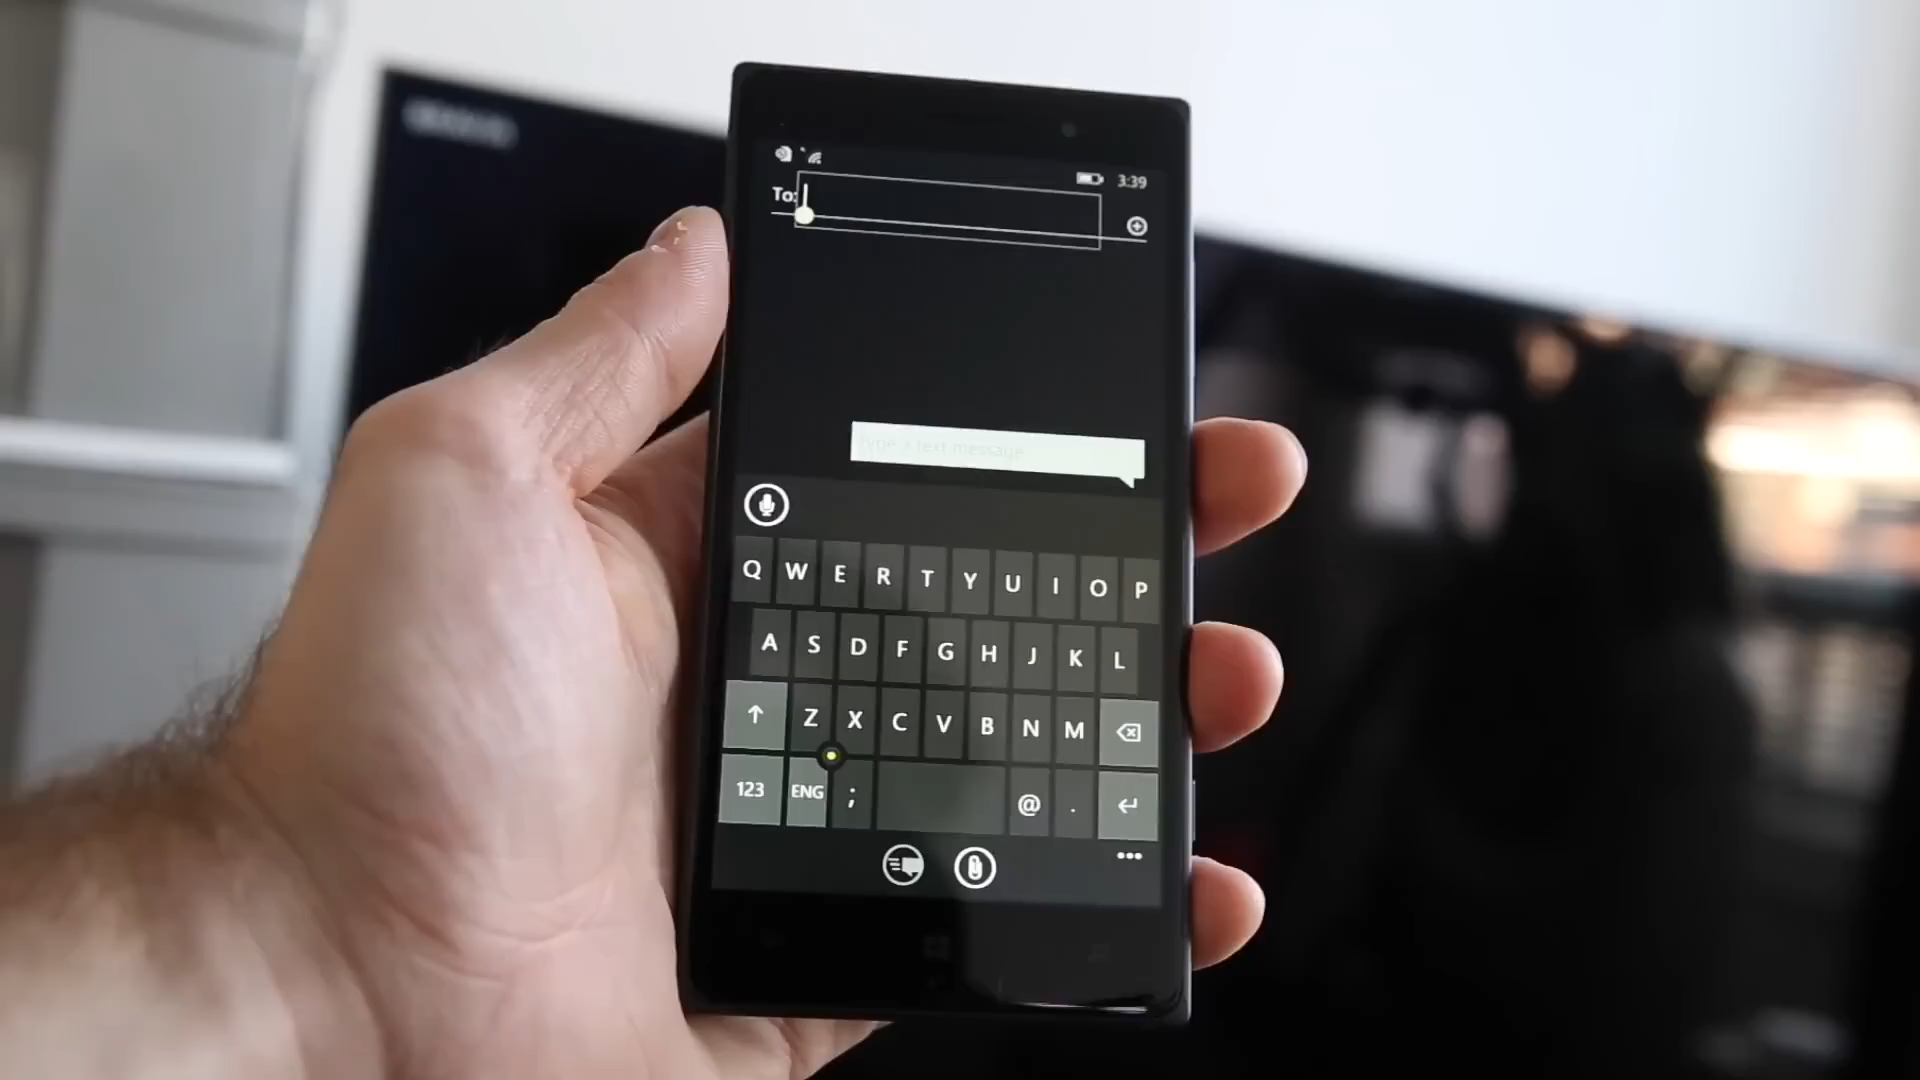 3:39
To:
Type a text message
Q W E R T Y U I O P
A S D F G H J K L
Z X C V B N M
123 ENG ; @ .